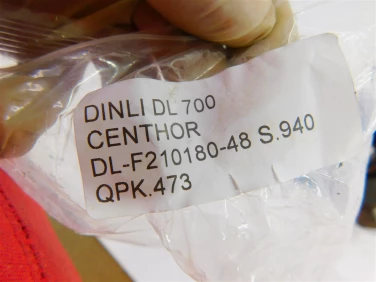 DINLI DL 700
CENTHOR
DL-F210180-48 S.940
QPK.473